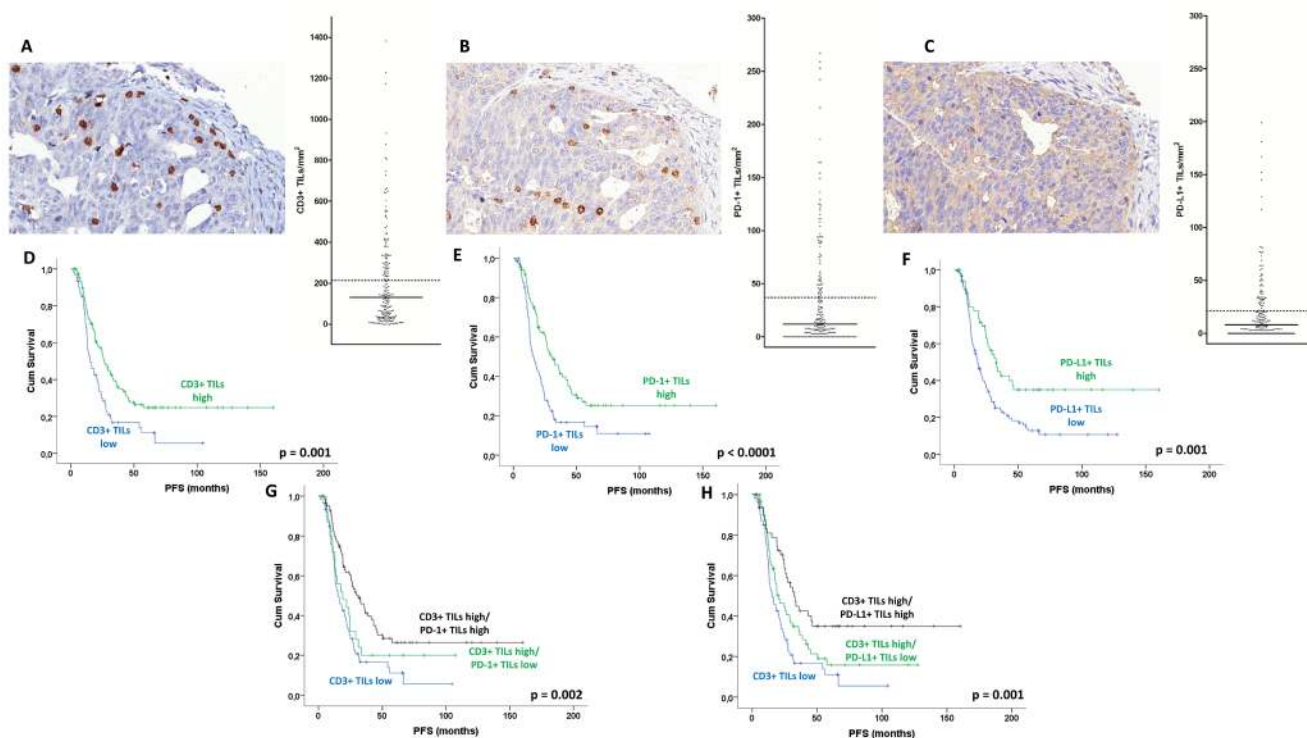 A
CD3+ TILs/mm²
1400
1200
1000
800
600
400
200
0
B
PD-1+ TILs/mm²
300
250
200
150
100
50
0
C
PD-L1+ TILs/mm²
300
250
200
150
100
50
0
D
Cum Survival
1,0
0,8
0,6
0,4
0,2
0,0
CD3+ TILs
high
CD3+ TILs
low
p = 0.001
0 50 100 150 200
PFS (months)
E
Cum Survival
1,0
0,8
0,6
0,4
0,2
0,0
PD-1+ TILs
high
PD-1+ TILs
low
p < 0.0001
0 50 100 150 200
PFS (months)
F
Cum Survival
1,0
0,8
0,6
0,4
0,2
0,0
PD-L1+ TILs
high
PD-L1+ TILs
low
p = 0.001
0 50 100 150 200
PFS (months)
G
Cum Survival
1,0
0,8
0,6
0,4
0,2
0,0
CD3+ TILs high/
PD-1+ TILs high
CD3+ TILs high/
PD-1+ TILs low
CD3+ TILs low
p = 0.002
0 50 100 150 200
PFS (months)
H
Cum Survival
1,0
0,8
0,6
0,4
0,2
0,0
CD3+ TILs high/
PD-L1+ TILs high
CD3+ TILs high/
PD-L1+ TILs low
CD3+ TILs low
p = 0.001
0 50 100 150 200
PFS (months)